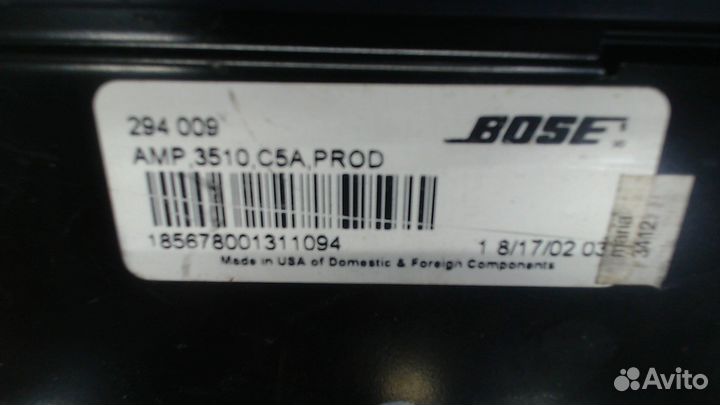 294 009
BOSE
AMP,3510,C5A,PROD
185678001311094
1 8/17/02 03
Made in USA of Domestic & Foreign Components
Avito